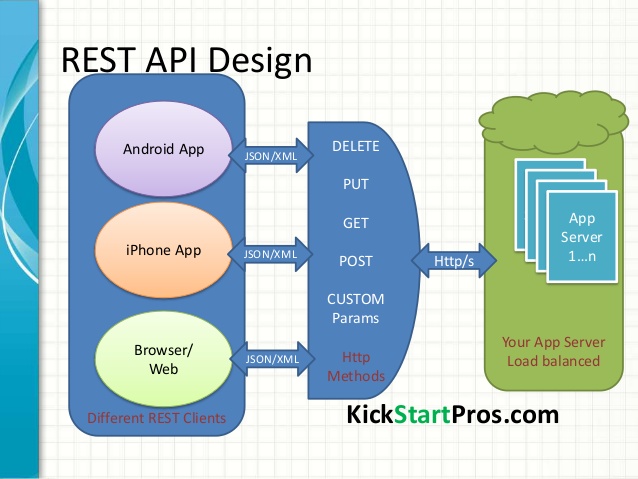 REST API Design
Android App
iPhone App
Browser/
Web
Different REST Clients
JSON/XML
JSON/XML
JSON/XML
DELETE
PUT
GET
POST
CUSTOM
Params
Http
Methods
Http/s
App
Server
1...n
Your App Server
Load balanced
KickStartPros.com